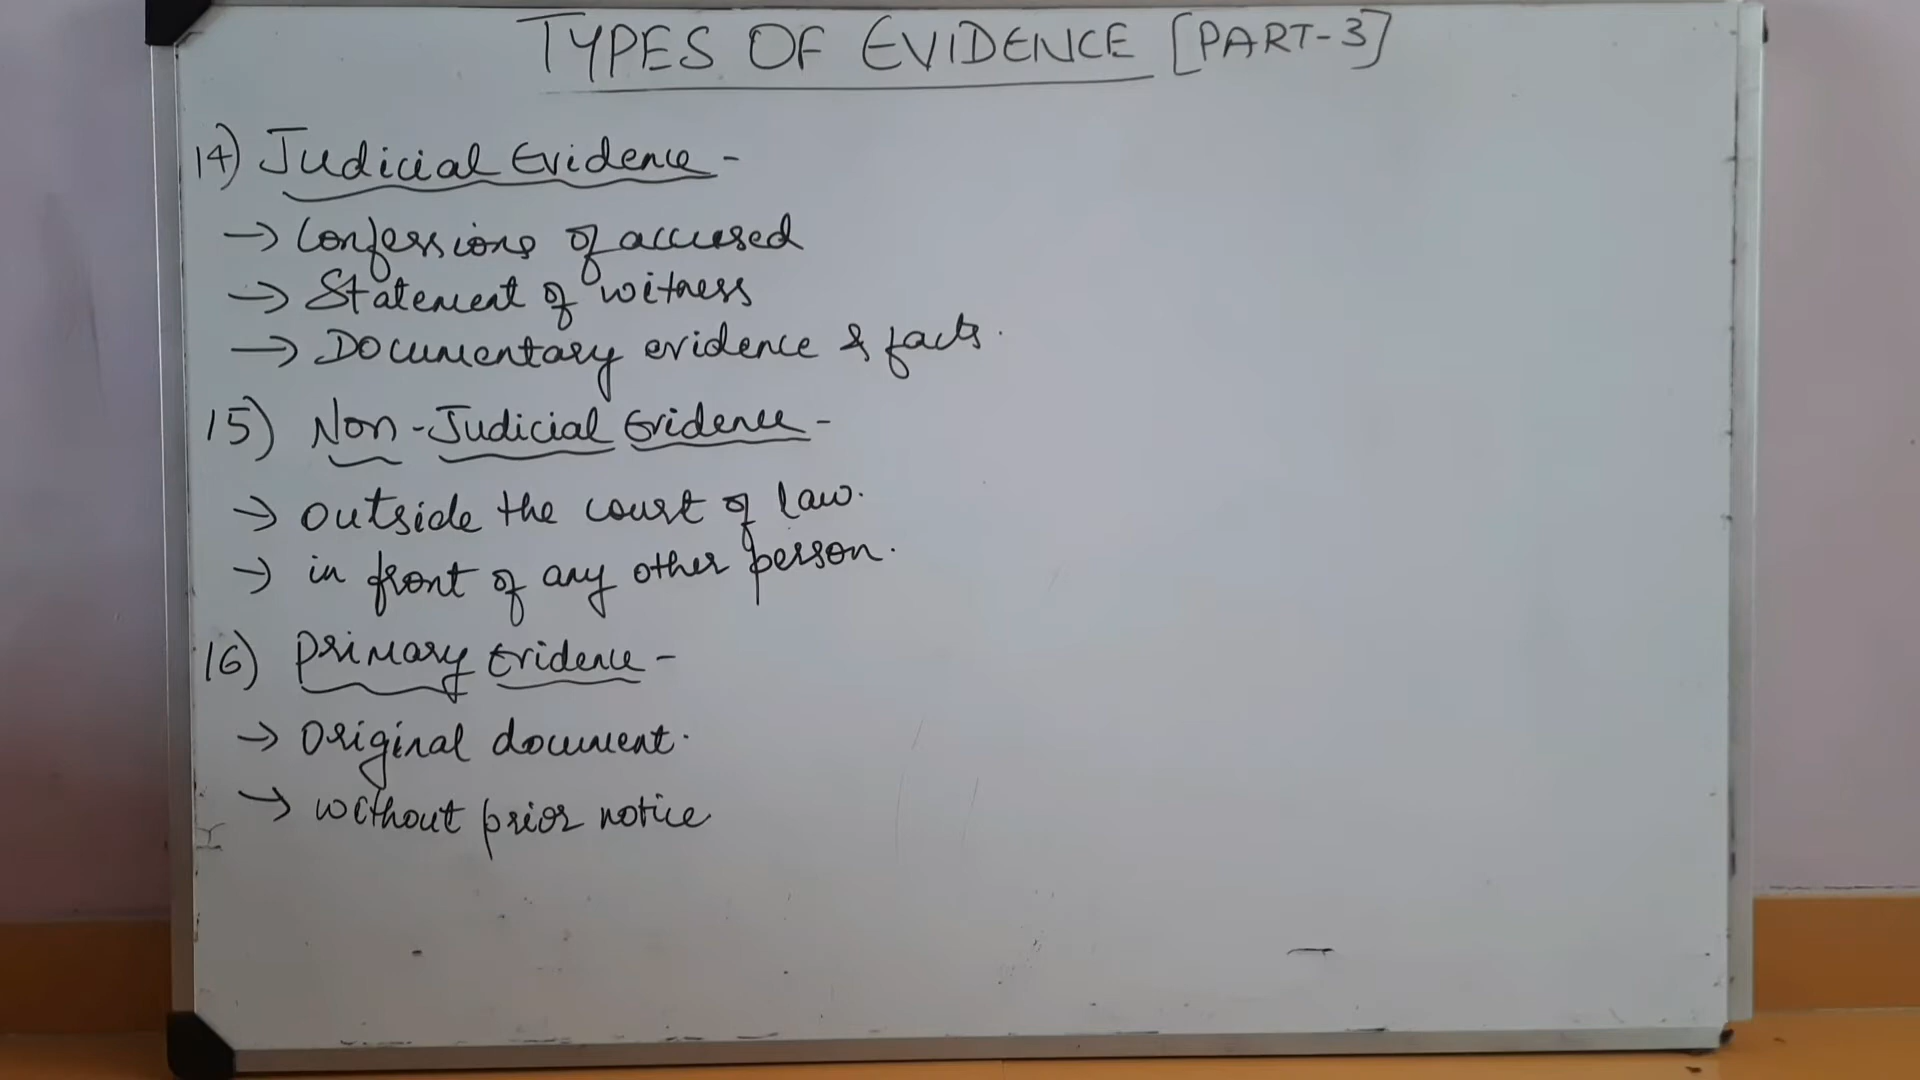 TYPES OF EVIDENCE [PART-3]
14) Judicial Evidence -
→ Confessions of accused
→ Statement of witness
→ Documentary evidence & facts.
15) Non-Judicial Evidence -
→ outside the court of law.
→ in front of any other person.
16) Primary Evidence -
→ Original document.
→ without prior notice